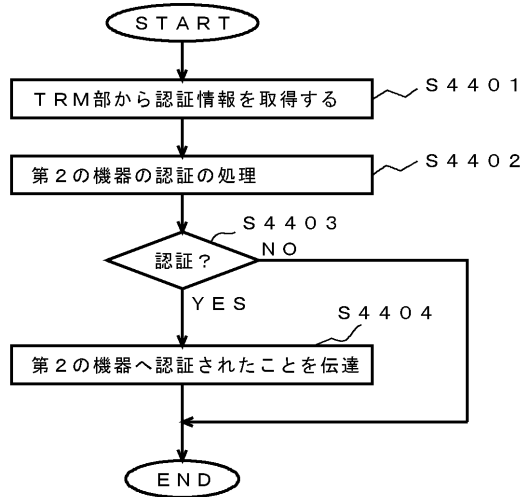 START
TRM部から認証情報を取得する
S4401
第2の機器の認証の処理
S4402
S4403
認証?
NO
YES
S4404
第2の機器へ認証されたことを伝達
END